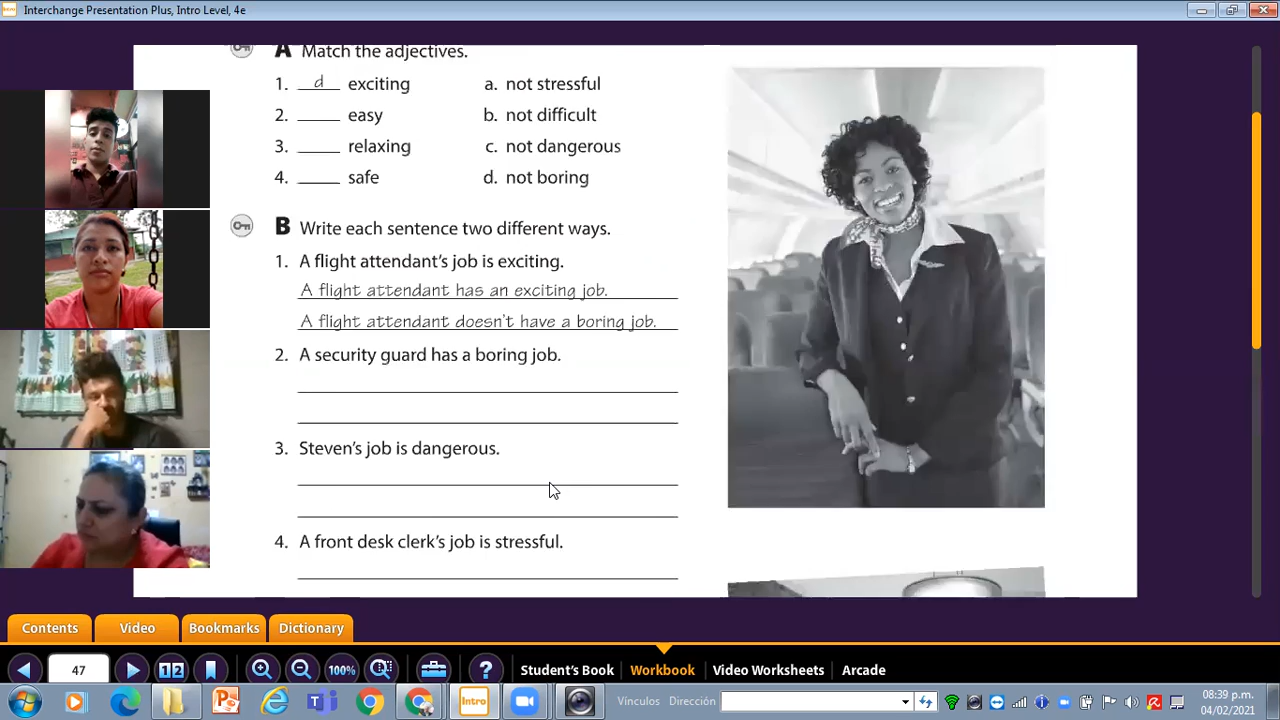 Interchange Presentation Plus, Intro Level, 4e
A Match the adjectives.
1. d exciting a. not stressful
2. ____ easy b. not difficult
3. ____ relaxing c. not dangerous
4. ____ safe d. not boring
B Write each sentence two different ways.
1. A flight attendant's job is exciting.
A flight attendant has an exciting job.
A flight attendant doesn't have a boring job.
2. A security guard has a boring job.
3. Steven's job is dangerous.
4. A front desk clerk's job is stressful.
Contents Video Bookmarks Dictionary
47 12 100% Student's Book Workbook Video Worksheets Arcade
Intro Vínculos Dirección 08:39 p.m.
04/02/2021